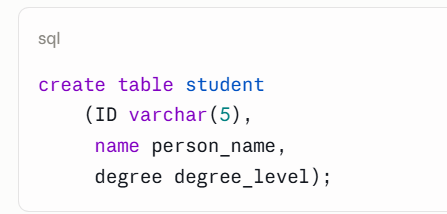 sql
create table student
(ID varchar(5),
name person_name,
degree degree_level);